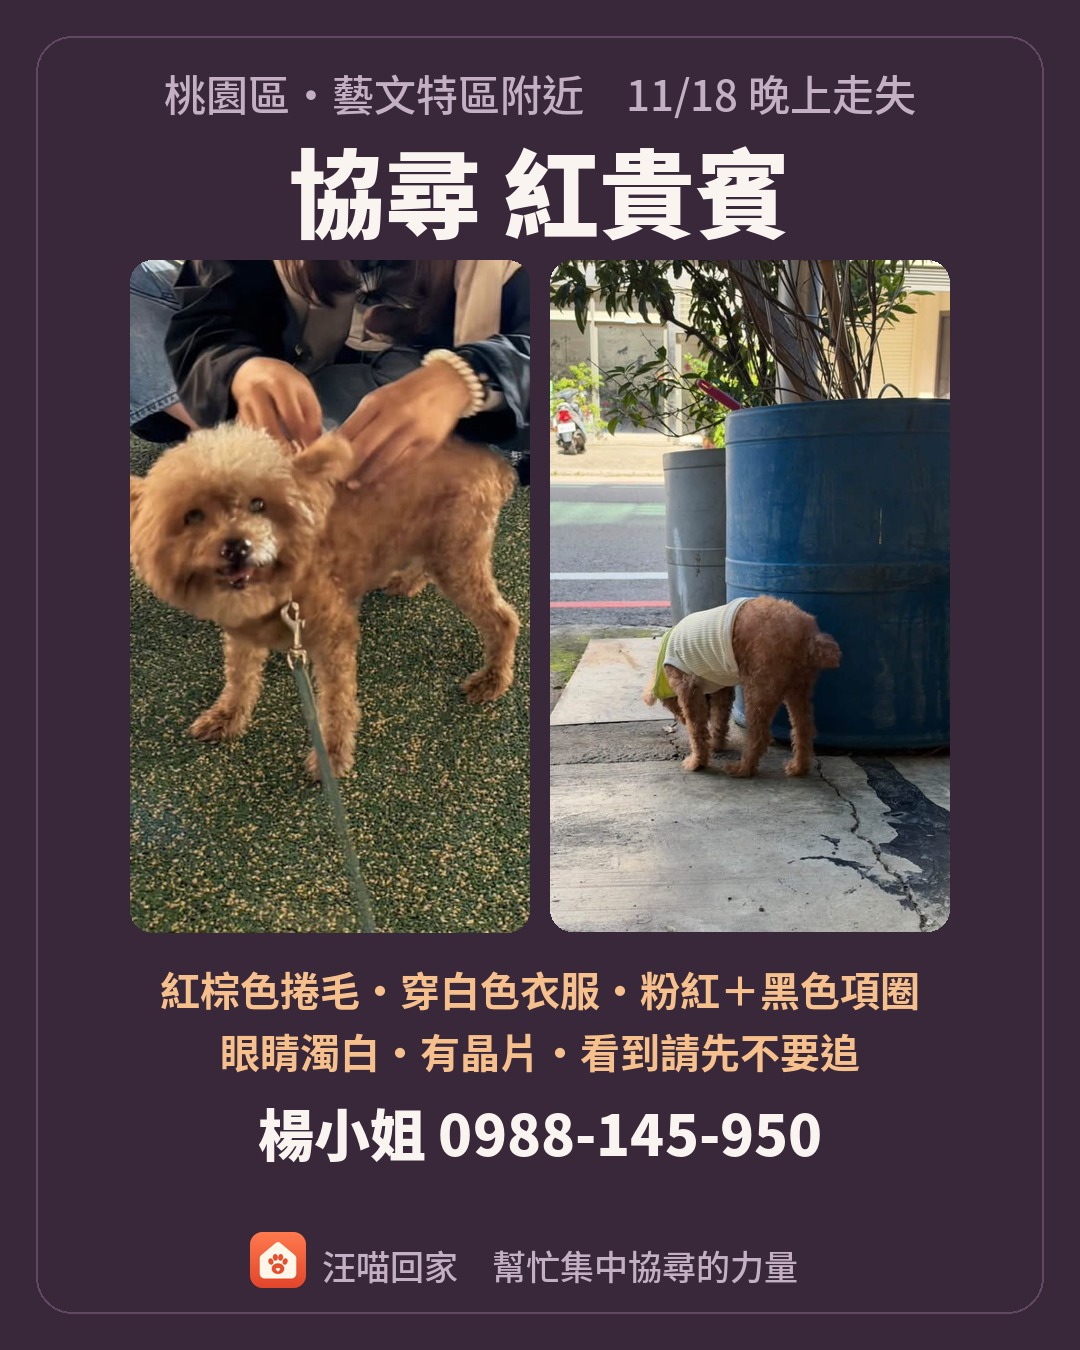 桃園區・藝文特區附近　11/18 晚上走失
協尋 紅貴賓
紅棕色捲毛・穿白色衣服・粉紅＋黑色項圈
眼睛濁白・有晶片・看到請先不要追
楊小姐 0988-145-950
汪喵回家　幫忙集中協尋的力量